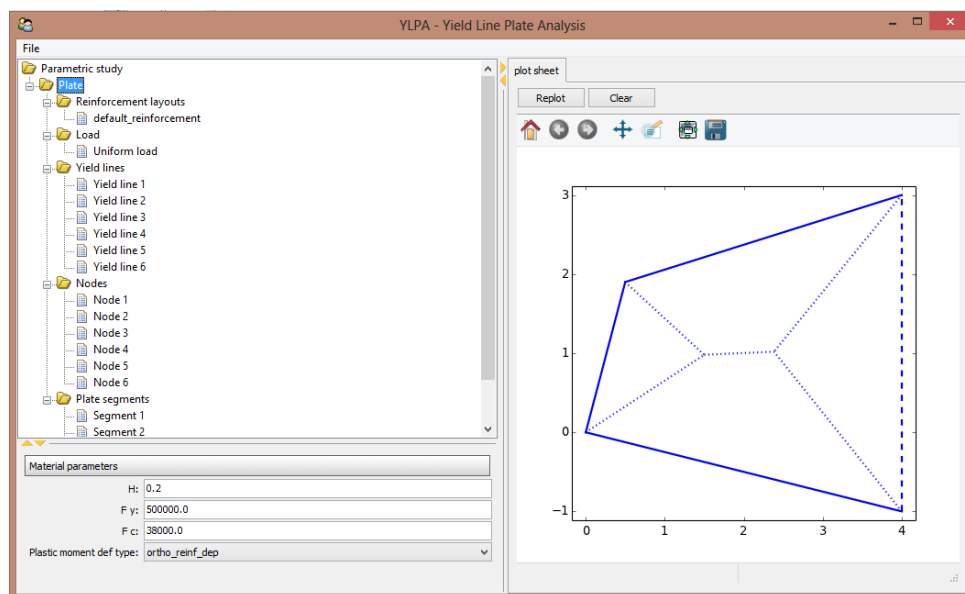 YLPA - Yield Line Plate Analysis
File
Parametric study
Plate
Reinforcement layouts
default_reinforcement
Load
Uniform load
Yield lines
Yield line 1
Yield line 2
Yield line 3
Yield line 4
Yield line 5
Yield line 6
Nodes
Node 1
Node 2
Node 3
Node 4
Node 5
Node 6
Plate segments
Segment 1
Segment 2
Material parameters
H: 0.2
F y: 500000.0
F c: 38000.0
Plastic moment def type: ortho_reinf_dep
plot sheet
Replot Clear
3
2
1
0
−1
0 1 2 3 4